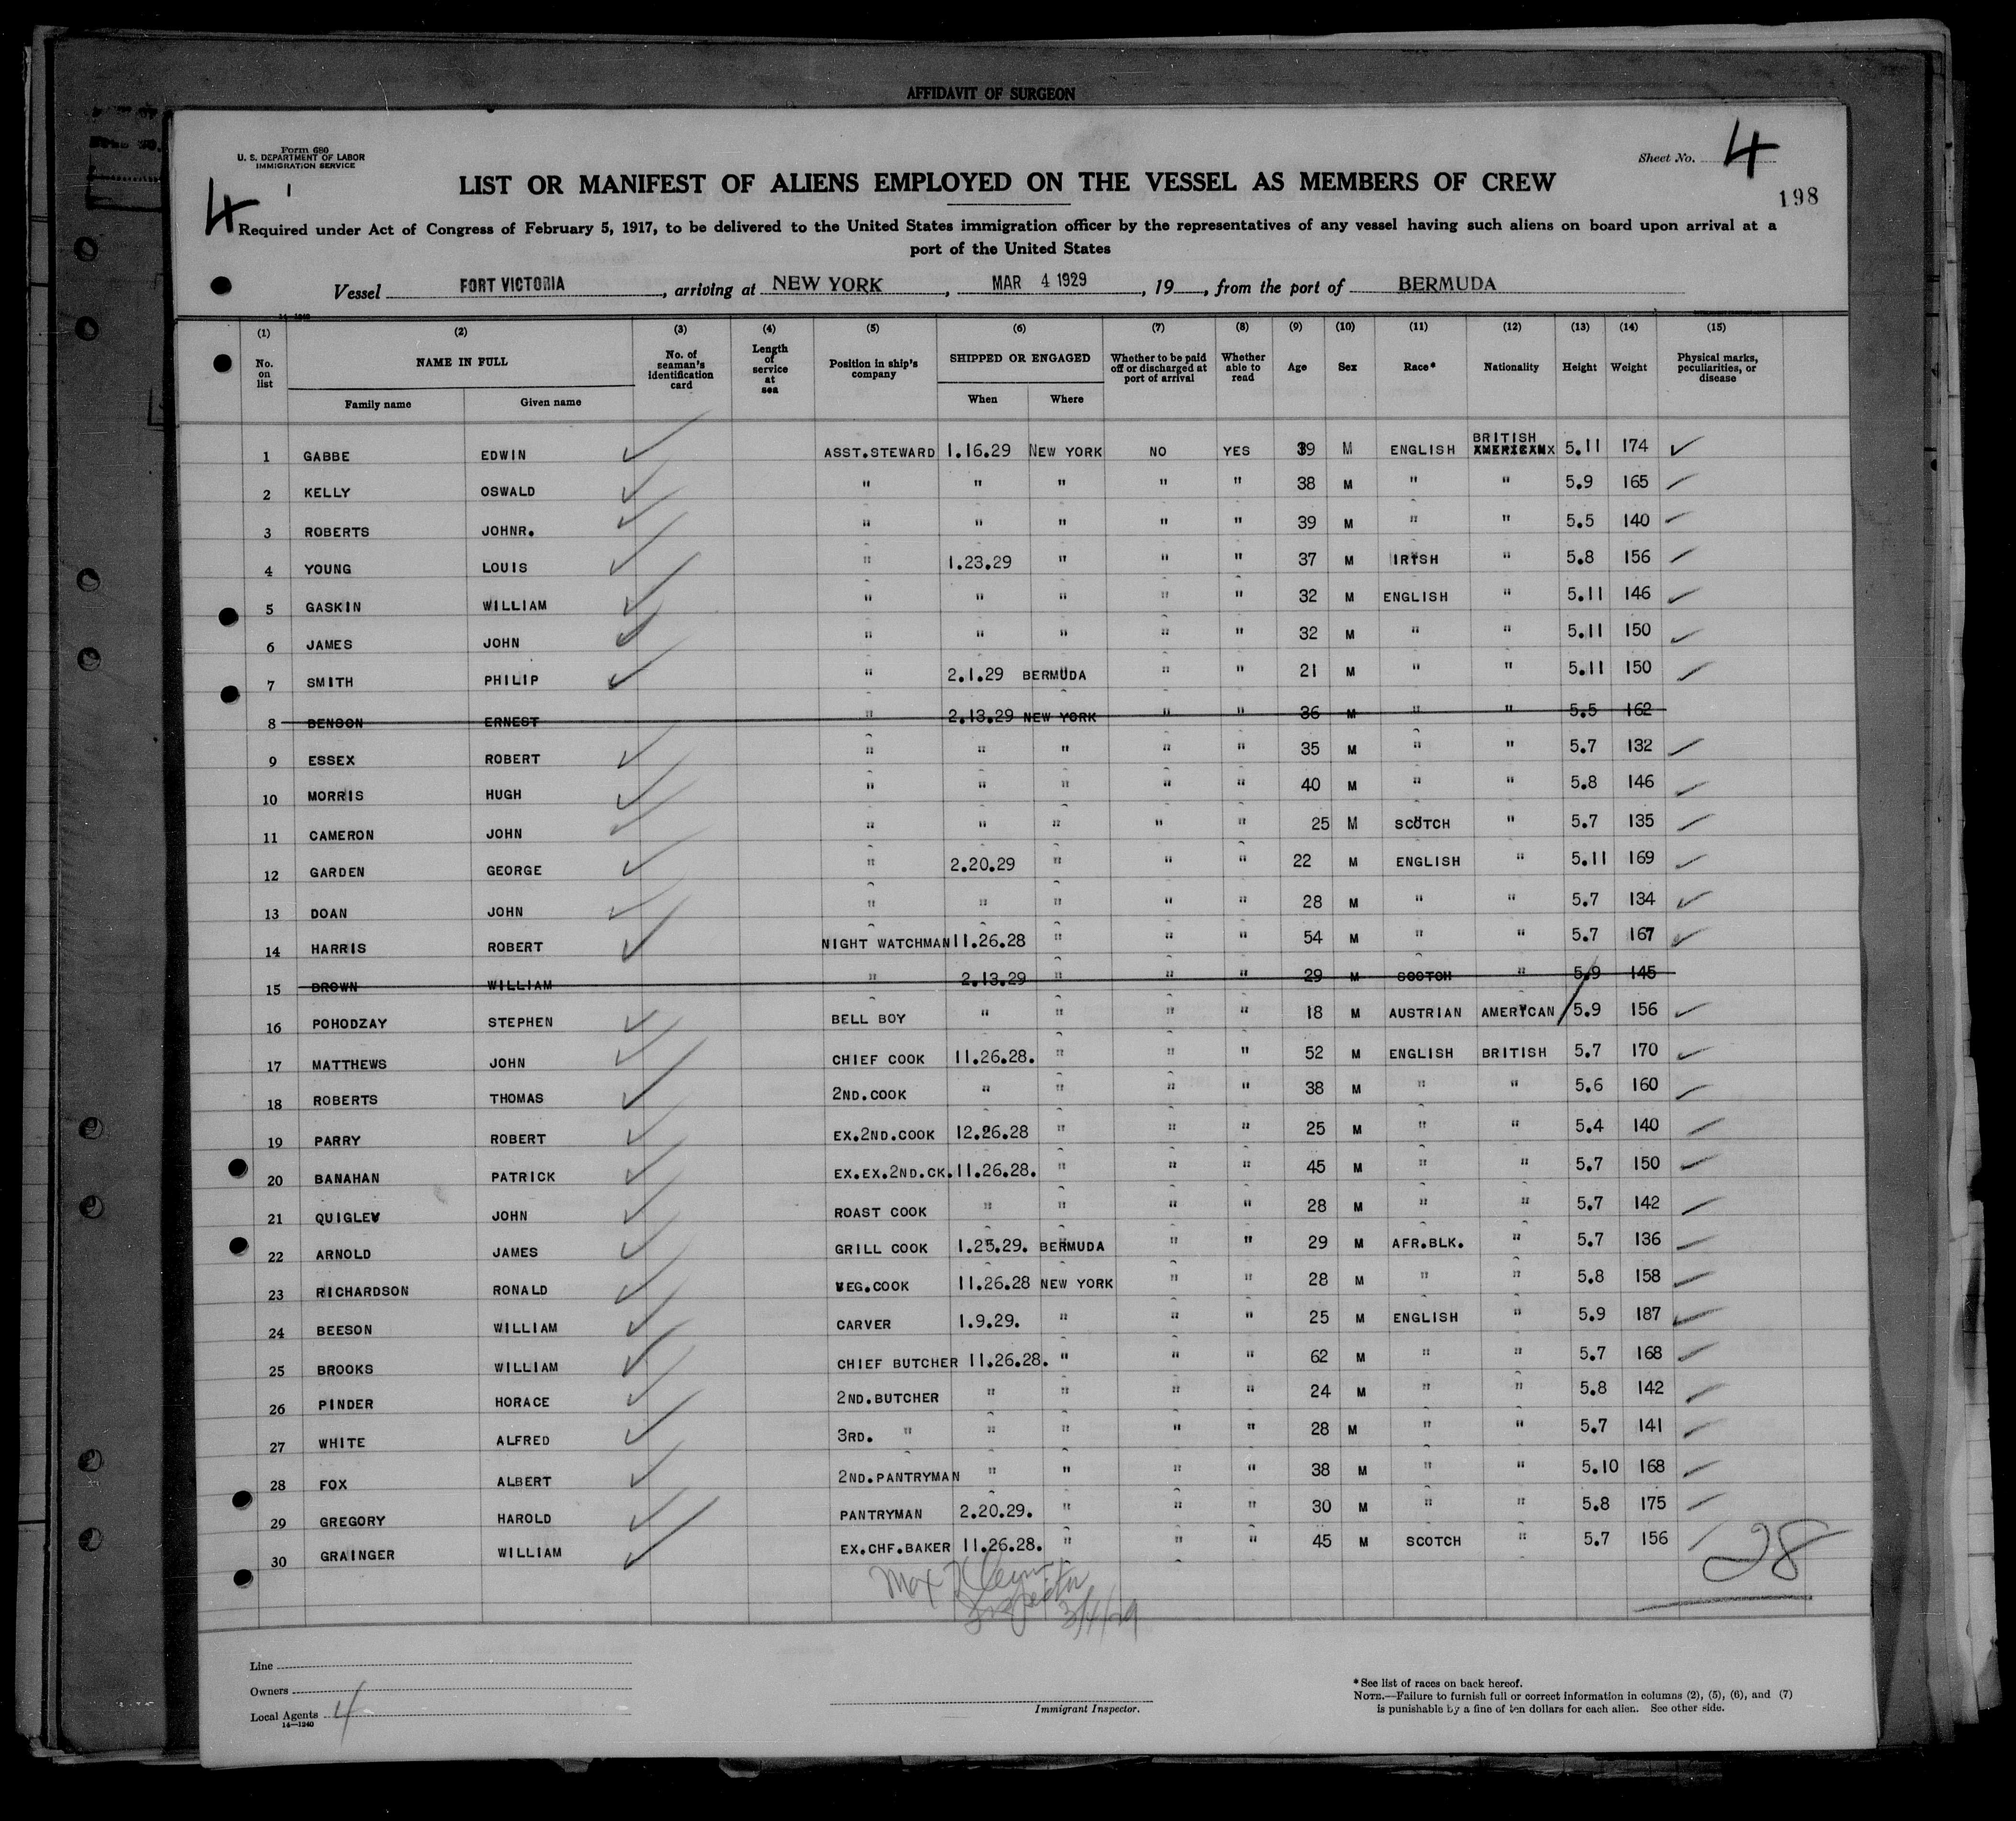 AFFIDAVIT OF SURGEON
Form 680
U. S. DEPARTMENT OF LABOR
IMMIGRATION SERVICE
Sheet No. 4
4
198
LIST OR MANIFEST OF ALIENS EMPLOYED ON THE VESSEL AS MEMBERS OF CREW
Required under Act of Congress of February 5, 1917, to be delivered to the United States immigration officer by the representatives of any vessel having such aliens on board upon arrival at a
port of the United States
Vessel FORT VICTORIA, arriving at NEW YORK, MAR 4 1929, 19, from the port of BERMUDA
(1) (2) (3) (4) (5) (6) (7) (8) (9) (10) (11) (12) (13) (14) (15)
No. on list NAME IN FULL No. of seaman's identification card Length of service at sea Position in ship's company SHIPPED OR ENGAGED Whether to be paid off or discharged at port of arrival Whether able to read Age Sex Race* Nationality Height Weight Physical marks, peculiarities, or disease
Family name Given name When Where
1 GABBE EDWIN ASST.STEWARD 1.16.29 NEW YORK NO YES 39 M ENGLISH BRITISH AMERICAN 5.11 174
2 KELLY OSWALD " " " " " 38 M " " 5.9 165
3 ROBERTS JOHNR. " " " " " 39 M " " 5.5 140
4 YOUNG LOUIS " 1.23.29 " " " 37 M IRISH " 5.8 156
5 GASKIN WILLIAM " " " " " 32 M ENGLISH " 5.11 146
6 JAMES JOHN " " " " " 32 M " " 5.11 150
7 SMITH PHILIP " 2.1.29 BERMUDA " " 21 M " " 5.11 150
8 BENSON ERNEST " 2.13.29 NEW YORK " " 36 M " " 5.5 162
9 ESSEX ROBERT " " " " " 35 M " " 5.7 132
10 MORRIS HUGH " " " " " 40 M " " 5.8 146
11 CAMERON JOHN " " " " " 25 M SCOTCH " 5.7 135
12 GARDEN GEORGE " 2.20.29 " " " 22 M ENGLISH " 5.11 169
13 DOAN JOHN " " " " " 28 M " " 5.7 134
14 HARRIS ROBERT NIGHT WATCHMAN 11.26.28 " " " 54 M " " 5.7 167
15 BROWN WILLIAM " 2.13.29 " " " 29 M SCOTCH " 5.9 145
16 POHODZAY STEPHEN BELL BOY " " " " 18 M AUSTRIAN AMERICAN 5.9 156
17 MATTHEWS JOHN CHIEF COOK 11.26.28. " " " 52 M ENGLISH BRITISH 5.7 170
18 ROBERTS THOMAS 2ND.COOK " " " " 38 M " " 5.6 160
19 PARRY ROBERT EX.2ND.COOK 12.26.28 " " " 25 M " " 5.4 140
20 BANAHAN PATRICK EX.EX.2ND.CK. 11.26.28. " " " 45 M " " 5.7 150
21 QUIGLEY JOHN ROAST COOK " " " " 28 M " " 5.7 142
22 ARNOLD JAMES GRILL COOK 1.25.29. BERMUDA " " 29 M AFR.BLK. " 5.7 136
23 RICHARDSON RONALD VEG.COOK 11.26.28 NEW YORK " " 28 M " " 5.8 158
24 BEESON WILLIAM CARVER 1.9.29. " " " 25 M ENGLISH " 5.9 187
25 BROOKS WILLIAM CHIEF BUTCHER 11.26.28. " " " 62 M " " 5.7 168
26 PINDER HORACE 2ND.BUTCHER " " " " 24 M " " 5.8 142
27 WHITE ALFRED 3RD. " " " " " 28 M " " 5.7 141
28 FOX ALBERT 2ND.PANTRYMAN " " " " 38 M " " 5.10 168
29 GREGORY HAROLD PANTRYMAN 2.20.29. " " " 30 M " " 5.8 175
30 GRAINGER WILLIAM EX.CHF.BAKER 11.26.28. " " " 45 M SCOTCH " 5.7 156
28
Max
Inspector
3/4/29
Line
Owners
Local Agents 4
14—1240
Immigrant Inspector.
*See list of races on back hereof.
NOTE.—Failure to furnish full or correct information in columns (2), (5), (6), and (7)
is punishable by a fine of ten dollars for each alien. See other side.